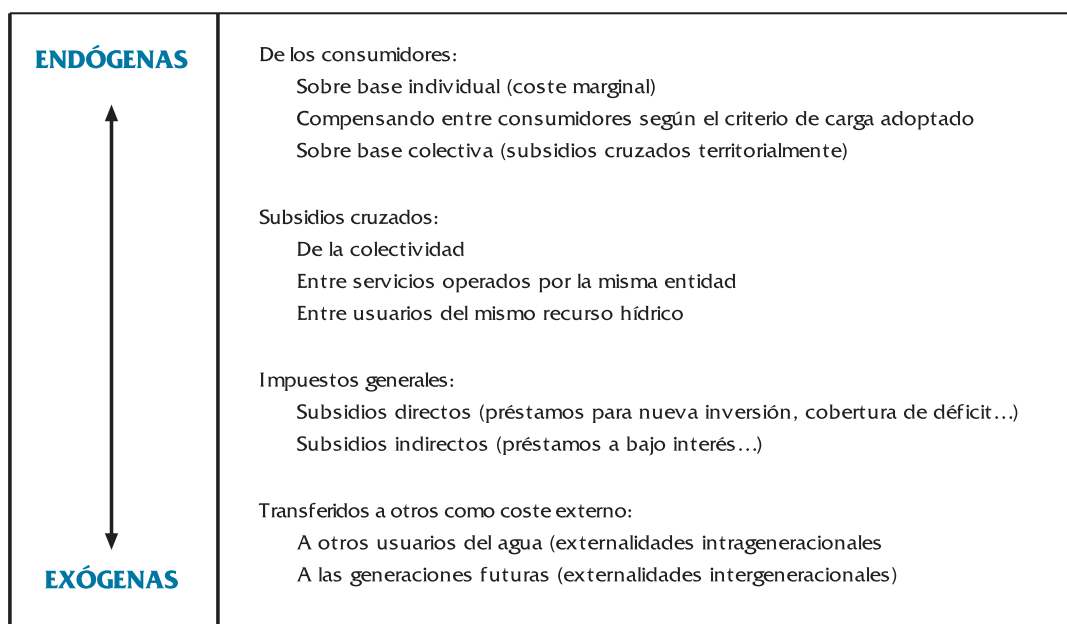 ENDÓGENAS
De los consumidores:
Sobre base individual (coste marginal)
Compensando entre consumidores según el criterio de carga adoptado
Sobre base colectiva (subsidios cruzados territorialmente)
Subsidios cruzados:
De la colectividad
Entre servicios operados por la misma entidad
Entre usuarios del mismo recurso hídrico
Impuestos generales:
Subsidios directos (préstamos para nueva inversión, cobertura de déficit...)
Subsidios indirectos (préstamos a bajo interés...)
Transferidos a otros como coste externo:
A otros usuarios del agua (externalidades intrageneracionales
A las generaciones futuras (externalidades intergeneracionales)
EXÓGENAS